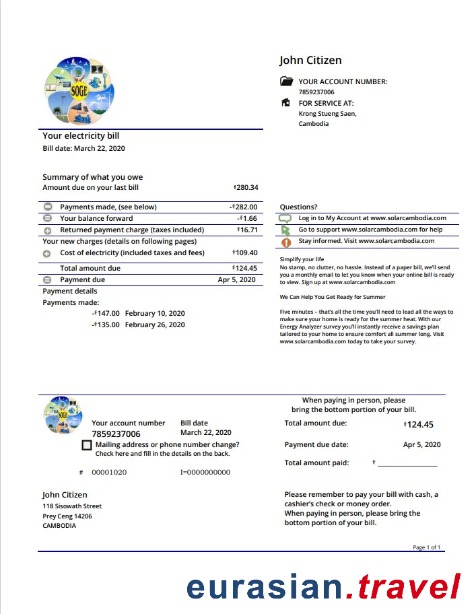 John Citizen
YOUR ACCOUNT NUMBER:
7859237006
FOR SERVICE AT:
Krong Stueng Saen,
Cambodia
SOGE
Your electricity bill
Bill date: March 22, 2020
Summary of what you owe
Amount due on your last bill ៛280.34
Payments made, (see below) -៛282.00
Your balance forward -៛1.66
Returned payment charge (taxes included) ៛16.71
Your new charges (details on following pages)
Cost of electricity (included taxes and fees) ៛109.40
Total amount due ៛124.45
Payment due Apr 5, 2020
Payment details
Payments made:
-៛147.00 February 10, 2020
-៛135.00 February 26, 2020
Questions?
Log in to My Account at www.solarcambodia.com
Go to support www.solarcambodia.com for help
Stay informed. Visit www.solarcambodia.com
Simplify your life
No stamp, no clutter, no hassle. Instead of a paper bill, we'll send
you a monthly email to let you know when your online bill is ready
to view. Sign up at www.solarcambodia.com
We Can Help You Get Ready for Summer
Five minutes – that's all the time you'll need to lead all the ways to
make sure your home is ready for the summer heat. With our
Energy Analyzer survey you'll instantly receive a savings plan
tailored to your home to ensure comfort all summer long. Visit
www.solarcambodia.com today to take your survey.
SOGE
Your account number Bill date
7859237006 March 22, 2020
Mailing address or phone number change?
Check here and fill in the details on the back.
# 00001020 I=0000000000
John Citizen
118 Sisowath Street
Prey Ceng 14206
CAMBODIA
When paying in person, please
bring the bottom portion of your bill.
Total amount due: ៛124.45
Payment due date: Apr 5, 2020
Total amount paid: ៛
Please remember to pay your bill with cash, a
cashier's check or money order.
When paying in person, please bring the
bottom portion of your bill.
Page 1 of 1
eurasian.travel